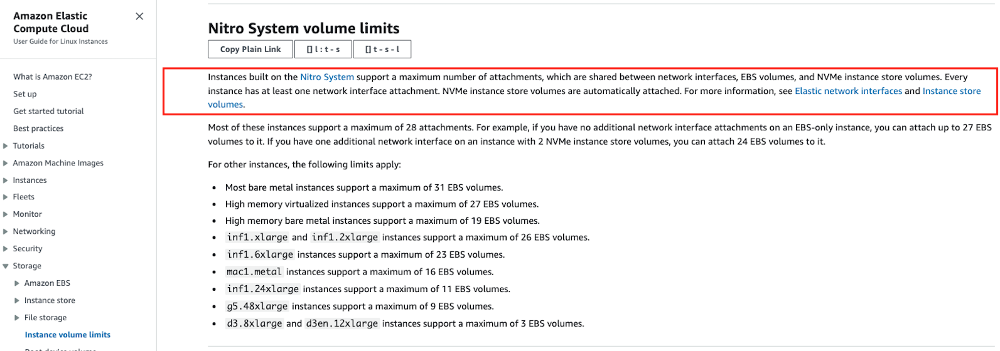 Amazon Elastic
Compute Cloud
User Guide for Linux Instances
What is Amazon EC2?
Set up
Get started tutorial
Best practices
Tutorials
Amazon Machine Images
Instances
Fleets
Monitor
Networking
Security
Storage
Amazon EBS
Instance store
File storage
Instance volume limits
Root device volume
Nitro System volume limits
Copy Plain Link
[] l : t - s
[] t - s - l
Instances built on the Nitro System support a maximum number of attachments, which are shared between network interfaces, EBS volumes, and NVMe instance store volumes. Every
instance has at least one network interface attachment. NVMe instance store volumes are automatically attached. For more information, see Elastic network interfaces and Instance store
volumes.
Most of these instances support a maximum of 28 attachments. For example, if you have no additional network interface attachments on an EBS-only instance, you can attach up to 27 EBS
volumes to it. If you have one additional network interface on an instance with 2 NVMe instance store volumes, you can attach 24 EBS volumes to it.
For other instances, the following limits apply:
• Most bare metal instances support a maximum of 31 EBS volumes.
• High memory virtualized instances support a maximum of 27 EBS volumes.
• High memory bare metal instances support a maximum of 19 EBS volumes.
• inf1.xlarge and inf1.2xlarge instances support a maximum of 26 EBS volumes.
• inf1.6xlarge instances support a maximum of 23 EBS volumes.
• mac1.metal instances support a maximum of 16 EBS volumes.
• inf1.24xlarge instances support a maximum of 11 EBS volumes.
• g5.48xlarge instances support a maximum of 9 EBS volumes.
• d3.8xlarge and d3en.12xlarge instances support a maximum of 3 EBS volumes.